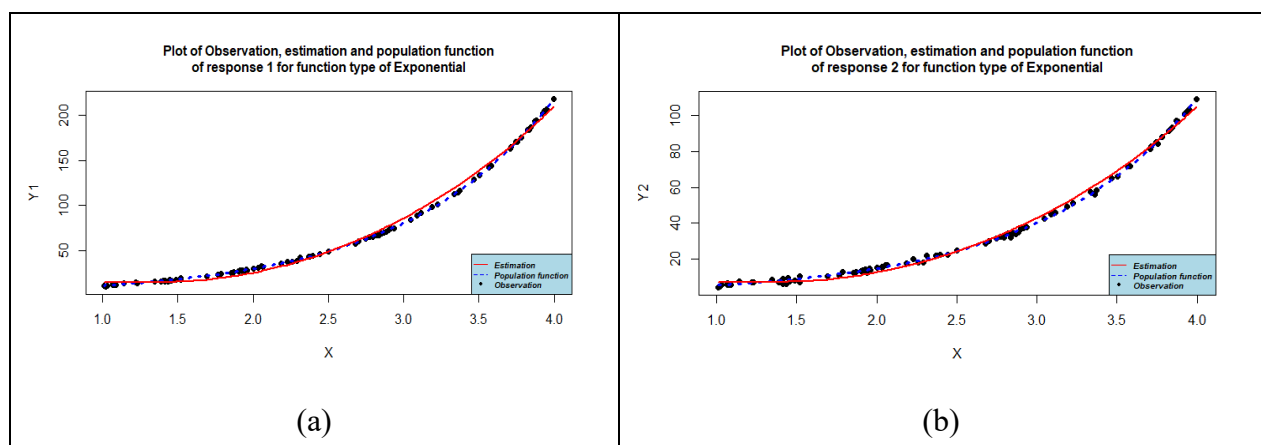 Plot of Observation, estimation and population function
of response 1 for function type of Exponential
Y1
200
150
100
50
1.0 1.5 2.0 2.5 3.0 3.5 4.0
X
Estimation
Population function
Observation
(a)
Plot of Observation, estimation and population function
of response 2 for function type of Exponential
Y2
100
80
60
40
20
1.0 1.5 2.0 2.5 3.0 3.5 4.0
X
Estimation
Population function
Observation
(b)